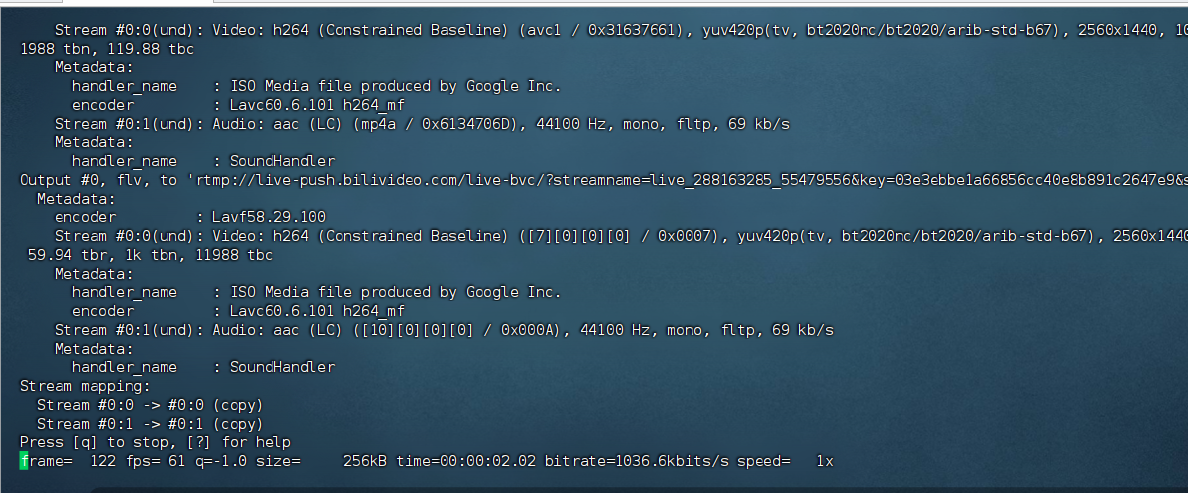 Stream #0:0(und): Video: h264 (Constrained Baseline) (avc1 / 0x31637661), yuv420p(tv, bt2020nc/bt2020/arib-std-b67), 2560x1440, 10
1988 tbn, 119.88 tbc
Metadata:
handler_name    : ISO Media file produced by Google Inc.
encoder         : Lavc60.6.101 h264_mf
Stream #0:1(und): Audio: aac (LC) (mp4a / 0x6134706D), 44100 Hz, mono, fltp, 69 kb/s
Metadata:
handler_name    : SoundHandler
Output #0, flv, to 'rtmp://live-push.bilivideo.com/live-bvc/?streamname=live_288163285_55479556&key=03e3ebbe1a66856cc40e8b891c2647e9&s
Metadata:
encoder         : Lavf58.29.100
Stream #0:0(und): Video: h264 (Constrained Baseline) ([7][0][0][0] / 0x0007), yuv420p(tv, bt2020nc/bt2020/arib-std-b67), 2560x1440
59.94 tbr, 1k tbn, 11988 tbc
Metadata:
handler_name    : ISO Media file produced by Google Inc.
encoder         : Lavc60.6.101 h264_mf
Stream #0:1(und): Audio: aac (LC) ([10][0][0][0] / 0x000A), 44100 Hz, mono, fltp, 69 kb/s
Metadata:
handler_name    : SoundHandler
Stream mapping:
Stream #0:0 -> #0:0 (copy)
Stream #0:1 -> #0:1 (copy)
Press [q] to stop, [?] for help
frame=  122 fps= 61 q=-1.0 size=     256kB time=00:00:02.02 bitrate=1036.6kbits/s speed=   1x